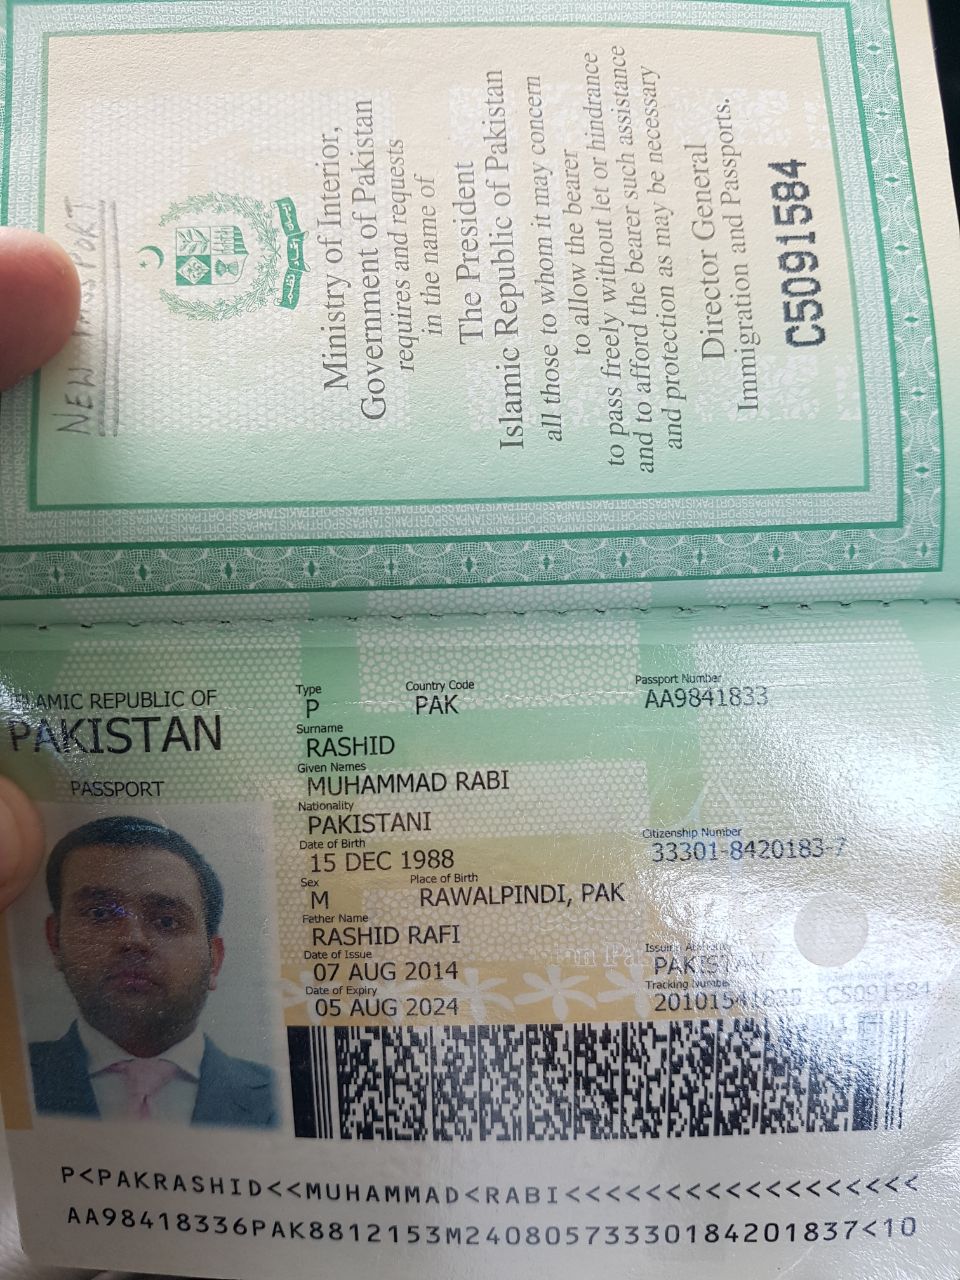 NEW PASSPORT
Ministry of Interior,
Government of Pakistan
requires and requests
in the name of
The President
Islamic Republic of Pakistan
all those to whom it may concern
to allow the bearer
to pass freely without let or hindrance
and to afford the bearer such assistance
and protection as may be necessary
Director General
Immigration and Passports.
C5091584
ISLAMIC REPUBLIC OF
PAKISTAN
PASSPORT
Type
P
Country Code
PAK
Passport Number
AA9841833
Surname
RASHID
Given Names
MUHAMMAD RABI
Nationality
PAKISTANI
Date of Birth
15 DEC 1988
Citizenship Number
33301-8420183-7
Sex
M
Place of Birth
RAWALPINDI, PAK
Father Name
RASHID RAFI
Date of Issue
07 AUG 2014
Issuing Authority
PAKISTAN
Date of Expiry
05 AUG 2024
Tracking Number
C5091584
P<PAKRASHID<<MUHAMMAD<RABI<<<<<<<<<<<<<<<<<<
AA98418336PAK8812153M24080573330184201837<10